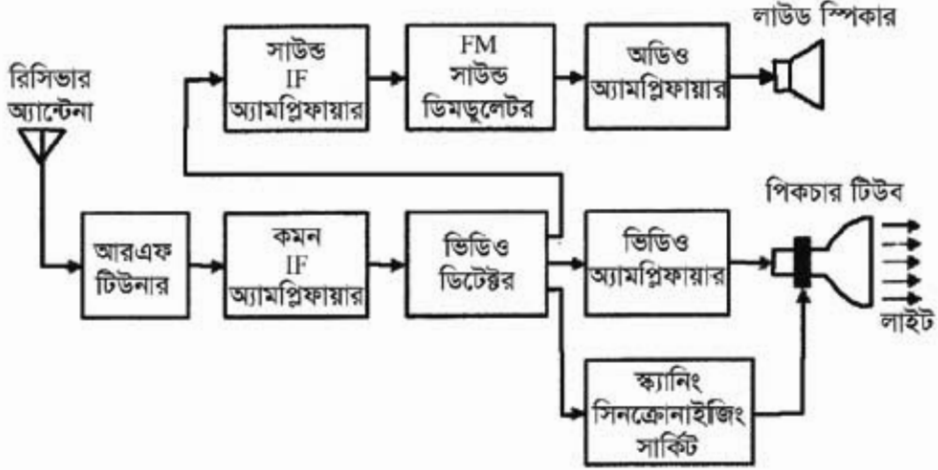 লাউড স্পিকার
রিসিভার
অ্যান্টেনা
সাউন্ড
IF
অ্যামপ্লিফায়ার
FM
সাউন্ড
ডিমডুলেটর
অডিও
অ্যামপ্লিফায়ার
আরএফ
টিউনার
কমন
IF
অ্যামপ্লিফায়ার
ভিডিও
ডিটেক্টর
ভিডিও
অ্যামপ্লিফায়ার
পিকচার টিউব
লাইট
স্ক্যানিং
সিনক্রোনাইজিং
সার্কিট